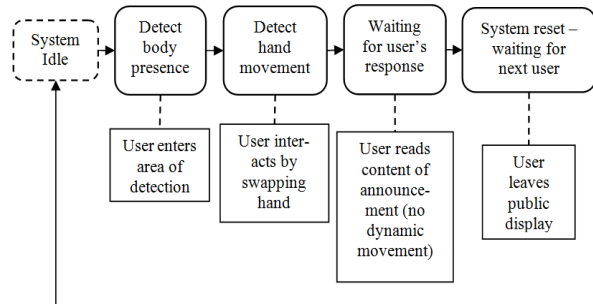 System
Idle
Detect
body
presence
Detect
hand
movement
Waiting
for user's
response
System reset –
waiting for
next user
User enters
area of
detection
User inter-
acts by
swapping
hand
User reads
content of
announce-
ment (no
dynamic
movement)
User
leaves
public
display